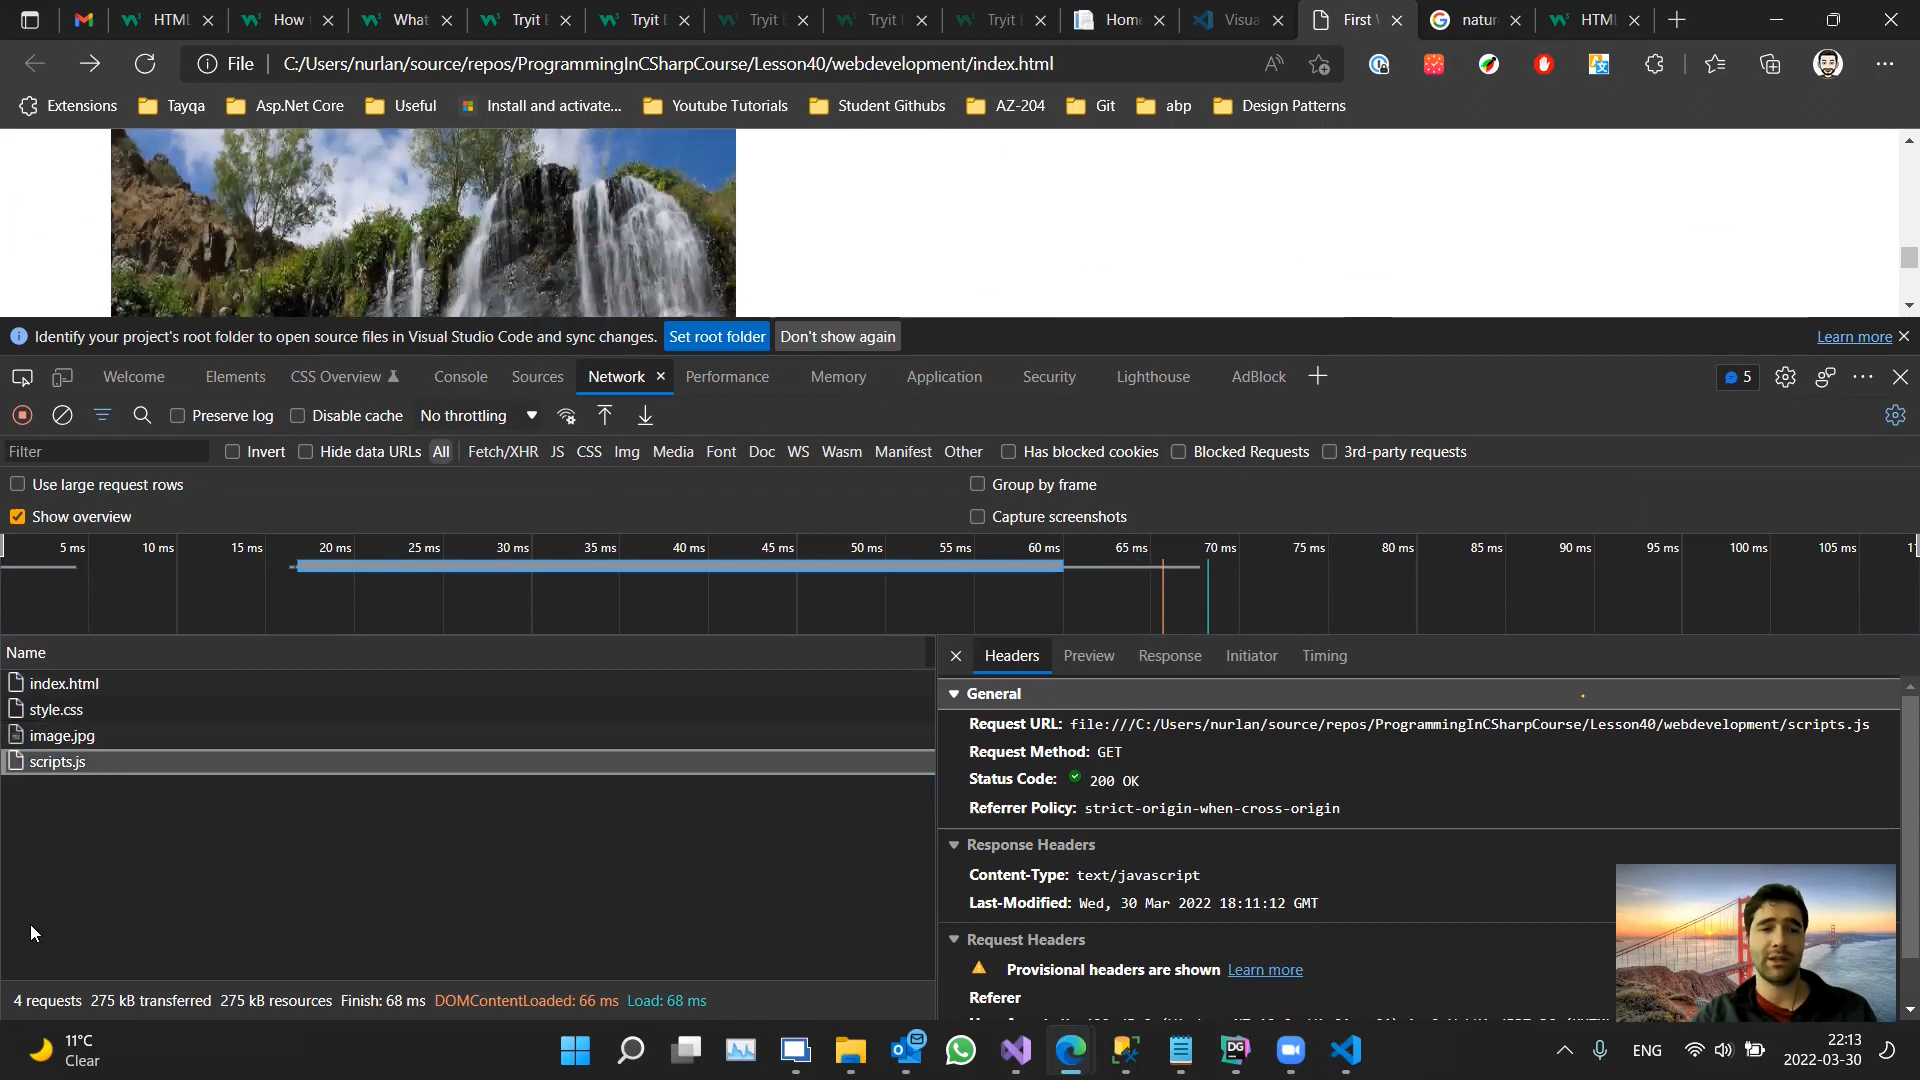 HTML
How
What
Tryit E
Tryit E
Tryit E
Tryit E
Tryit E
Home
Visua
First
natur
HTML
File
C:/Users/nurlan/source/repos/ProgrammingInCSharpCourse/Lesson40/webdevelopment/index.html
Extensions
Tayqa
Asp.Net Core
Useful
Install and activate...
Youtube Tutorials
Student Githubs
AZ-204
Git
abp
Design Patterns
Identify your project's root folder to open source files in Visual Studio Code and sync changes.
Set root folder
Don't show again
Learn more
Welcome
Elements
CSS Overview
Console
Sources
Network
Performance
Memory
Application
Security
Lighthouse
AdBlock
5
Preserve log
Disable cache
No throttling
Filter
Invert
Hide data URLs
All
Fetch/XHR
JS
CSS
Img
Media
Font
Doc
WS
Wasm
Manifest
Other
Has blocked cookies
Blocked Requests
3rd-party requests
Use large request rows
Group by frame
Show overview
Capture screenshots
5 ms
10 ms
15 ms
20 ms
25 ms
30 ms
35 ms
40 ms
45 ms
50 ms
55 ms
60 ms
65 ms
70 ms
75 ms
80 ms
85 ms
90 ms
95 ms
100 ms
105 ms
Name
index.html
style.css
image.jpg
scripts.js
Headers
Preview
Response
Initiator
Timing
General
Request URL: file:///C:/Users/nurlan/source/repos/ProgrammingInCSharpCourse/Lesson40/webdevelopment/scripts.js
Request Method: GET
Status Code: 200 OK
Referrer Policy: strict-origin-when-cross-origin
Response Headers
Content-Type: text/javascript
Last-Modified: Wed, 30 Mar 2022 18:11:12 GMT
Request Headers
Provisional headers are shown Learn more
Referer
4 requests
275 kB transferred
275 kB resources
Finish: 68 ms
DOMContentLoaded: 66 ms
Load: 68 ms
11°C
Clear
DG
ENG
22:13
2022-03-30